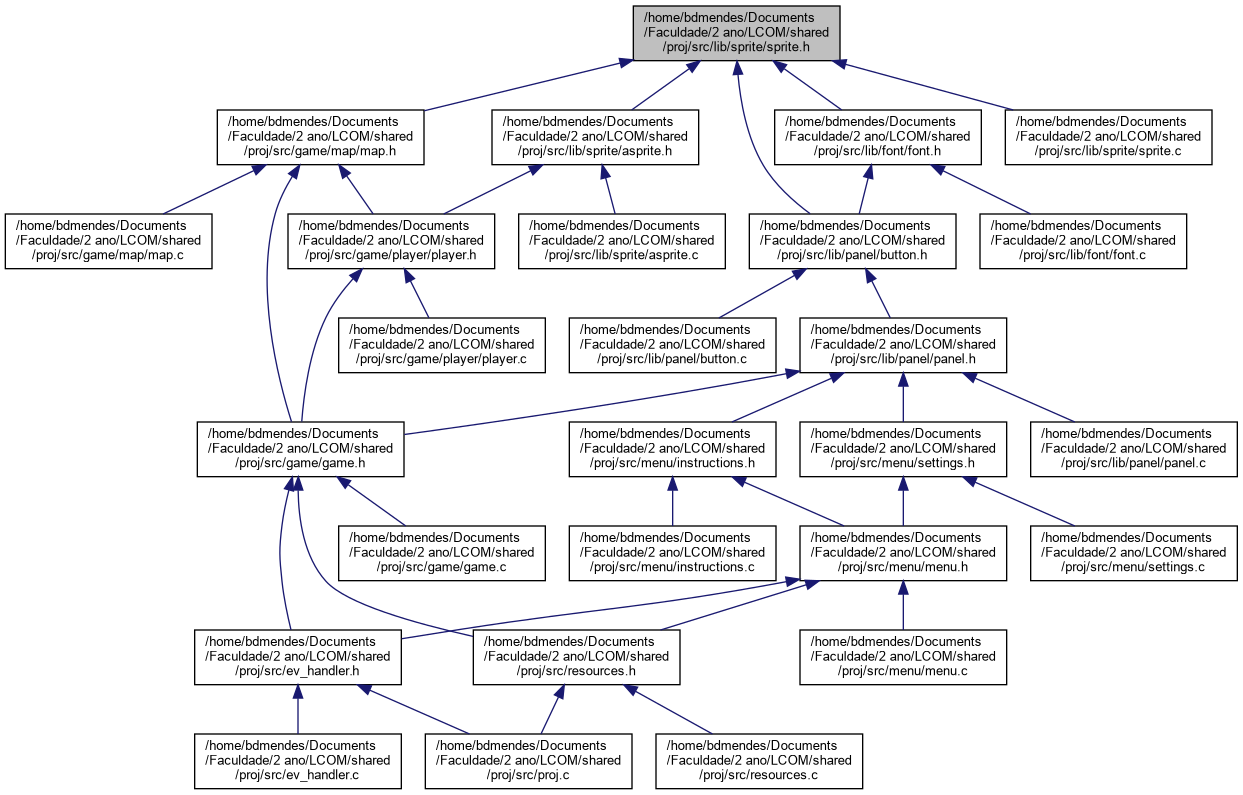 /home/bdmendes/Documents
/Faculdade/2 ano/LCOM/shared
/proj/src/lib/sprite/sprite.h
/home/bdmendes/Documents
/Faculdade/2 ano/LCOM/shared
/proj/src/game/map/map.h
/home/bdmendes/Documents
/Faculdade/2 ano/LCOM/shared
/proj/src/lib/sprite/asprite.h
/home/bdmendes/Documents
/Faculdade/2 ano/LCOM/shared
/proj/src/lib/font/font.h
/home/bdmendes/Documents
/Faculdade/2 ano/LCOM/shared
/proj/src/lib/sprite/sprite.c
/home/bdmendes/Documents
/Faculdade/2 ano/LCOM/shared
/proj/src/game/map/map.c
/home/bdmendes/Documents
/Faculdade/2 ano/LCOM/shared
/proj/src/game/player/player.h
/home/bdmendes/Documents
/Faculdade/2 ano/LCOM/shared
/proj/src/lib/sprite/asprite.c
/home/bdmendes/Documents
/Faculdade/2 ano/LCOM/shared
/proj/src/lib/panel/button.h
/home/bdmendes/Documents
/Faculdade/2 ano/LCOM/shared
/proj/src/lib/font/font.c
/home/bdmendes/Documents
/Faculdade/2 ano/LCOM/shared
/proj/src/game/player/player.c
/home/bdmendes/Documents
/Faculdade/2 ano/LCOM/shared
/proj/src/lib/panel/button.c
/home/bdmendes/Documents
/Faculdade/2 ano/LCOM/shared
/proj/src/lib/panel/panel.h
/home/bdmendes/Documents
/Faculdade/2 ano/LCOM/shared
/proj/src/game/game.h
/home/bdmendes/Documents
/Faculdade/2 ano/LCOM/shared
/proj/src/menu/instructions.h
/home/bdmendes/Documents
/Faculdade/2 ano/LCOM/shared
/proj/src/menu/settings.h
/home/bdmendes/Documents
/Faculdade/2 ano/LCOM/shared
/proj/src/lib/panel/panel.c
/home/bdmendes/Documents
/Faculdade/2 ano/LCOM/shared
/proj/src/game/game.c
/home/bdmendes/Documents
/Faculdade/2 ano/LCOM/shared
/proj/src/menu/instructions.c
/home/bdmendes/Documents
/Faculdade/2 ano/LCOM/shared
/proj/src/menu/menu.h
/home/bdmendes/Documents
/Faculdade/2 ano/LCOM/shared
/proj/src/menu/settings.c
/home/bdmendes/Documents
/Faculdade/2 ano/LCOM/shared
/proj/src/ev_handler.h
/home/bdmendes/Documents
/Faculdade/2 ano/LCOM/shared
/proj/src/resources.h
/home/bdmendes/Documents
/Faculdade/2 ano/LCOM/shared
/proj/src/menu/menu.c
/home/bdmendes/Documents
/Faculdade/2 ano/LCOM/shared
/proj/src/ev_handler.c
/home/bdmendes/Documents
/Faculdade/2 ano/LCOM/shared
/proj/src/proj.c
/home/bdmendes/Documents
/Faculdade/2 ano/LCOM/shared
/proj/src/resources.c